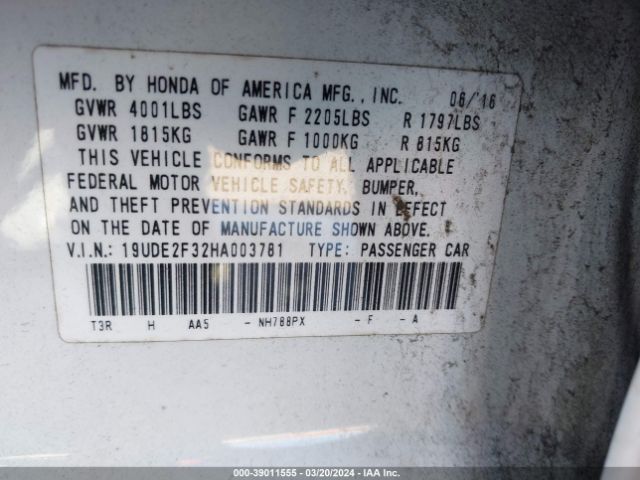 MFD. BY HONDA OF AMERICA MFG., INC. 06/'16
GVWR 4001LBS GAWR F 2205LBS R 1797LBS
GVWR 1815KG GAWR F 1000KG R 815KG
THIS VEHICLE CONFORMS TO ALL APPLICABLE
FEDERAL MOTOR VEHICLE SAFETY, BUMPER,
AND THEFT PREVENTION STANDARDS IN EFFECT
ON THE DATE OF MANUFACTURE SHOWN ABOVE.
V.I.N.: 19UDE2F32HA003781 TYPE: PASSENGER CAR
T3R H AA5 - NH788PX - F - A
000-39011555 - 03/20/2024 - IAA Inc.